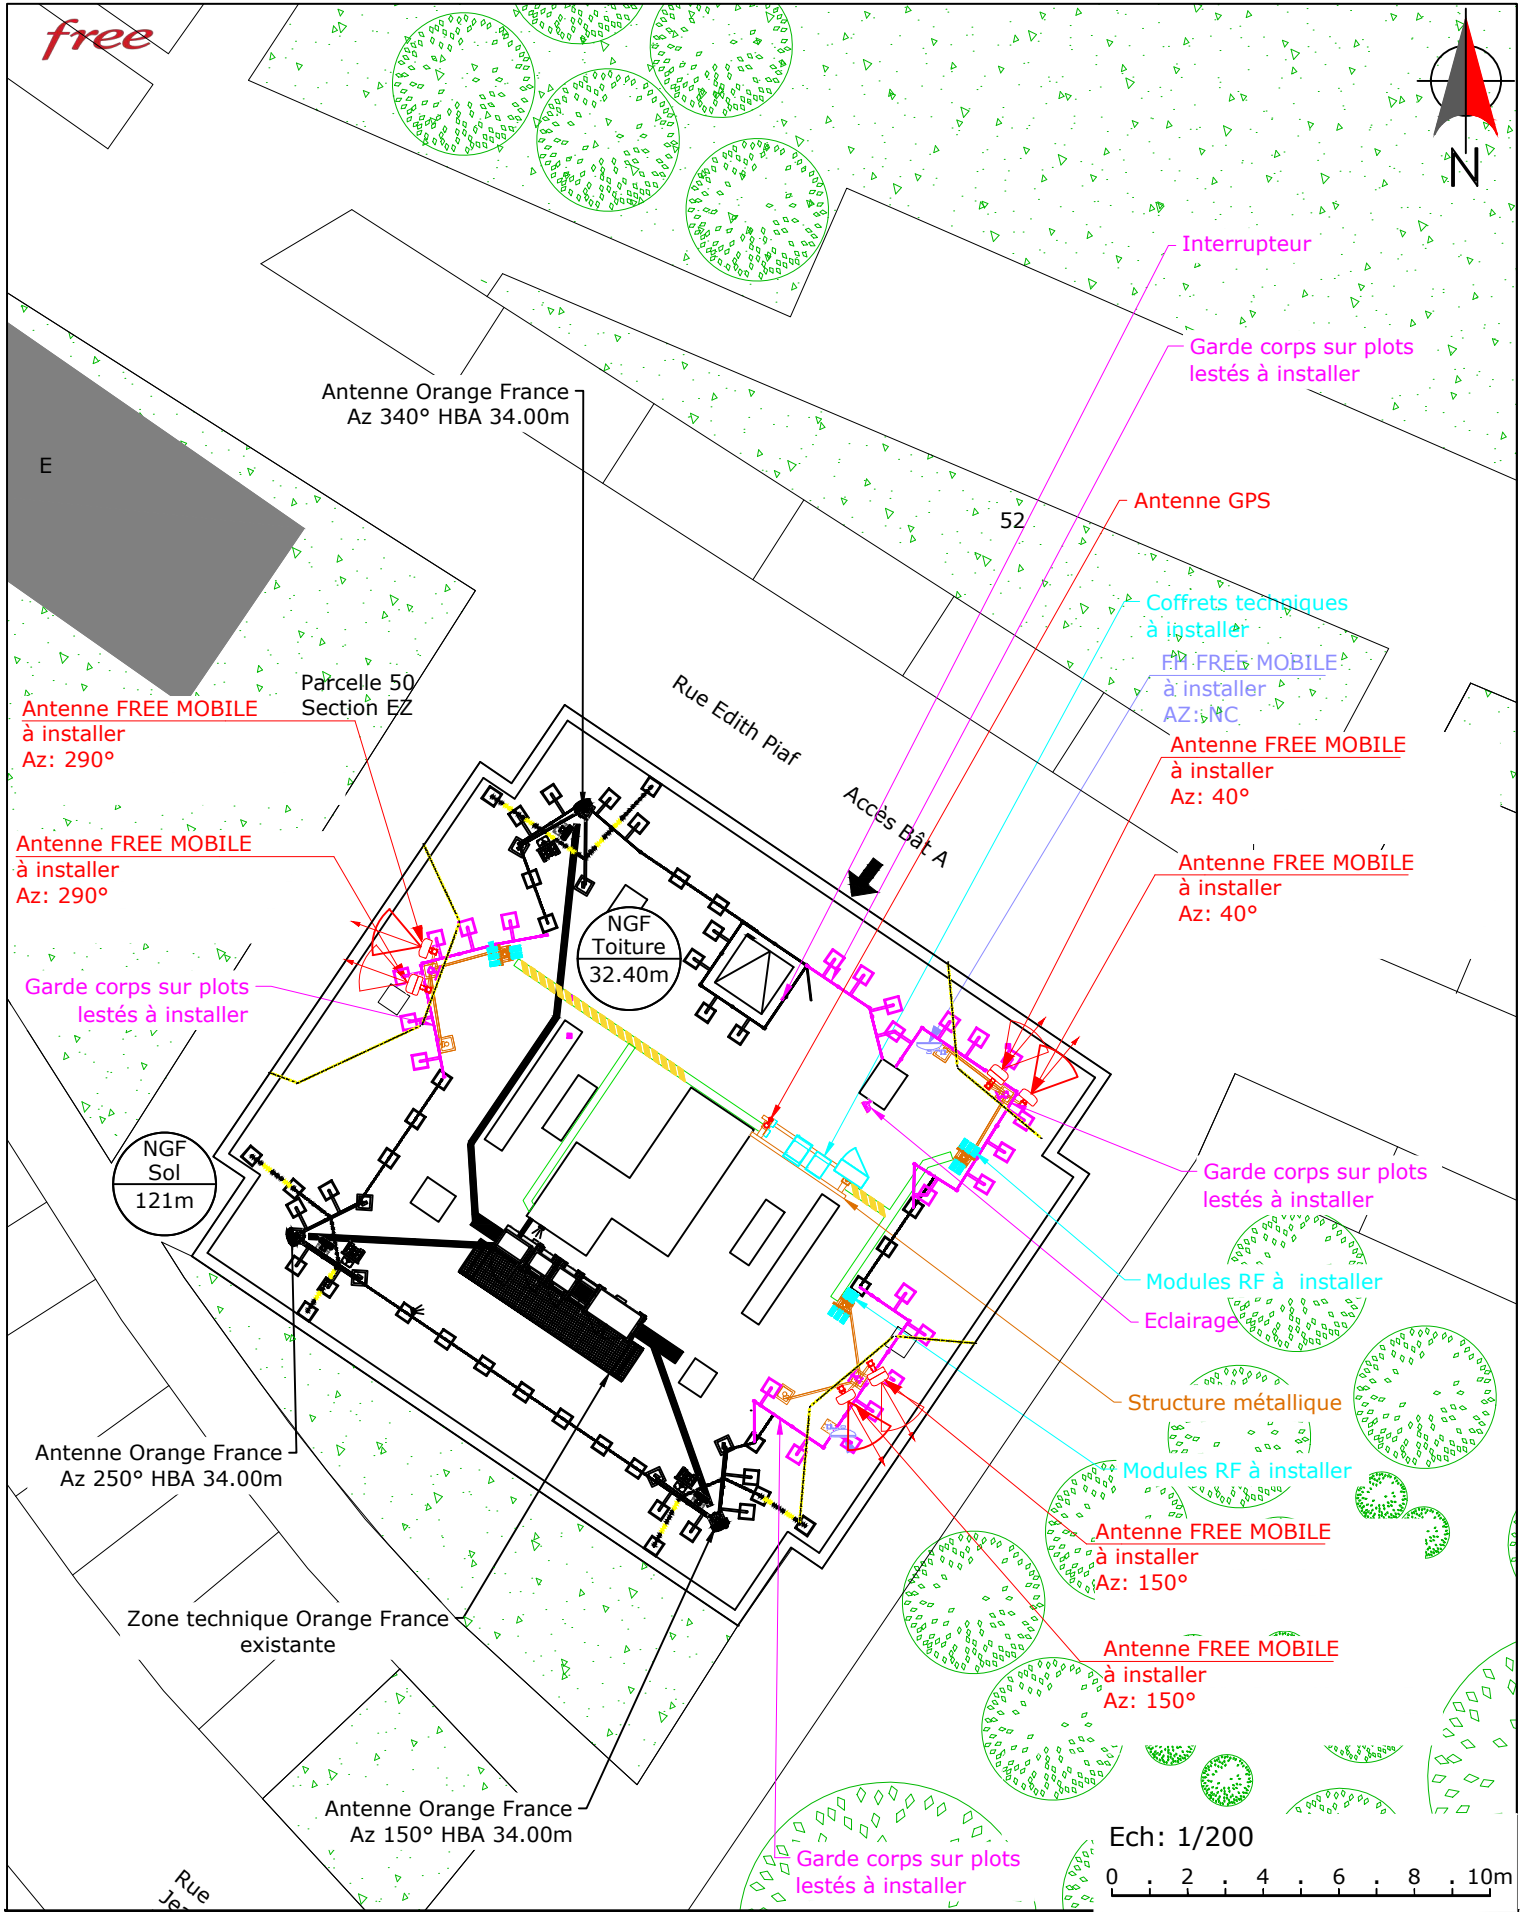 free
N
Interrupteur
Garde corps sur plots
lestés à installer
Antenne Orange France
Az 340° HBA 34.00m
E
Antenne GPS
52
Coffrets techniques
à installer
FH FREE MOBILE
à installer
AZ: NC
Parcelle 50
Section EZ
Rue Edith Piaf
Antenne FREE MOBILE
à installer
Az: 290°
Antenne FREE MOBILE
à installer
Az: 40°
Accès Bât A
Antenne FREE MOBILE
à installer
Az: 290°
Antenne FREE MOBILE
à installer
Az: 40°
NGF
Toiture
32.40m
Garde corps sur plots
lestés à installer
NGF
Sol
121m
Garde corps sur plots
lestés à installer
Modules RF à installer
Eclairage
Structure métallique
Antenne Orange France
Az 250° HBA 34.00m
Modules RF à installer
Antenne FREE MOBILE
à installer
Az: 150°
Zone technique Orange France
existante
Antenne FREE MOBILE
à installer
Az: 150°
Antenne Orange France
Az 150° HBA 34.00m
Garde corps sur plots
lestés à installer
Rue
Ech: 1/200
0 . 2 . 4 . 6 . 8 . 10m